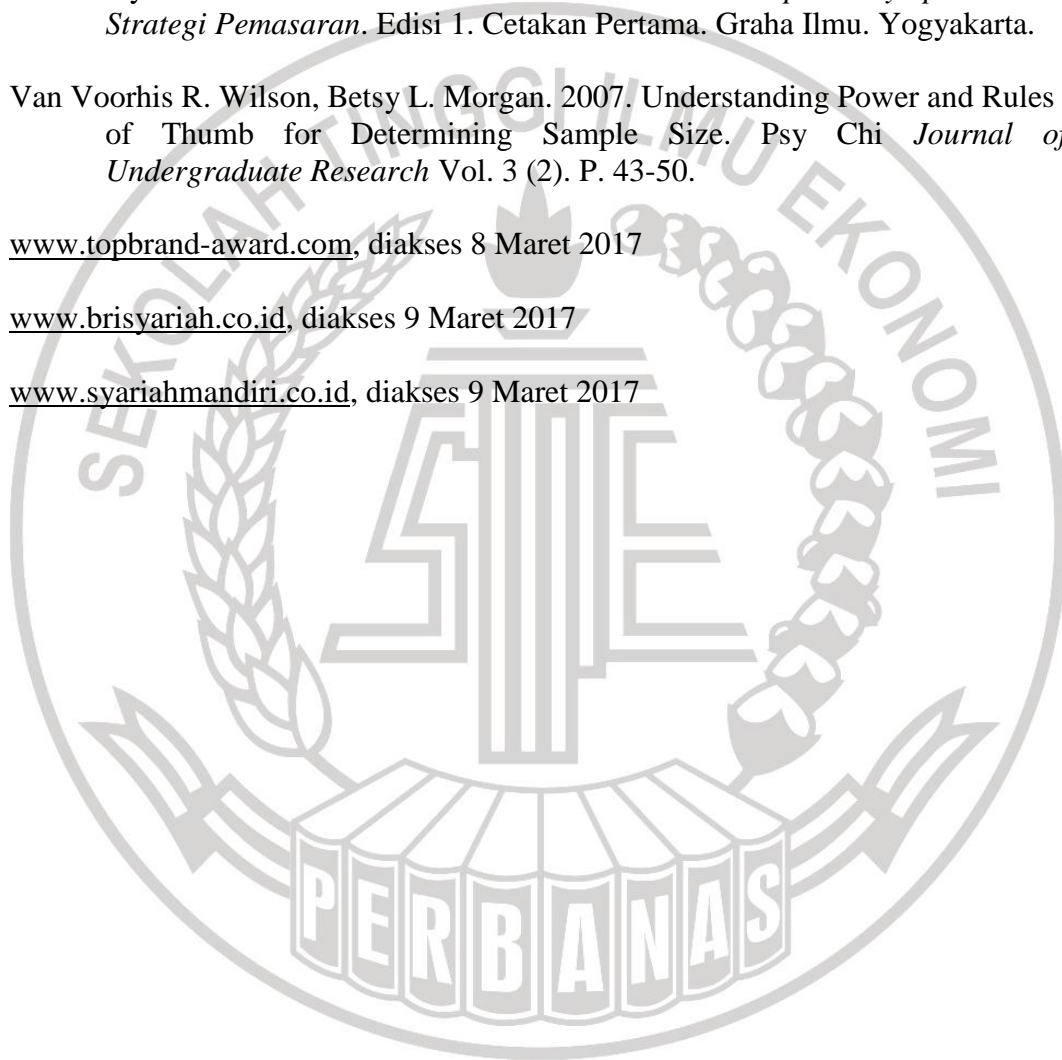 Strategi Pemasaran. Edisi 1. Cetakan Pertama. Graha Ilmu. Yogyakarta.
Van Voorhis R. Wilson, Betsy L. Morgan. 2007. Understanding Power and Rules
of Thumb for Determining Sample Size. Psy Chi Journal of
Undergraduate Research Vol. 3 (2). P. 43-50.
www.topbrand-award.com, diakses 8 Maret 2017
www.brisyariah.co.id, diakses 9 Maret 2017
www.syariahmandiri.co.id, diakses 9 Maret 2017
SEKOLAH TINGGI ILMU EKONOMI
PERBANAS